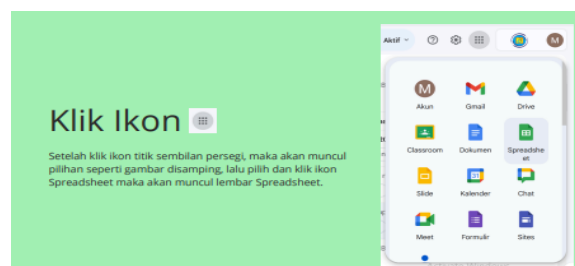 Aktif
M
Klik Ikon
Setelah klik ikon titik sembilan persegi, maka akan muncul
pilihan seperti gambar disamping, lalu pilih dan klik ikon
Spreadsheet maka akan muncul lembar Spreadsheet.
M
Akun Gmail Drive
Classroom Dokumen Spreadshe
et
Slide Kalender Chat
Meet Formulir Sites